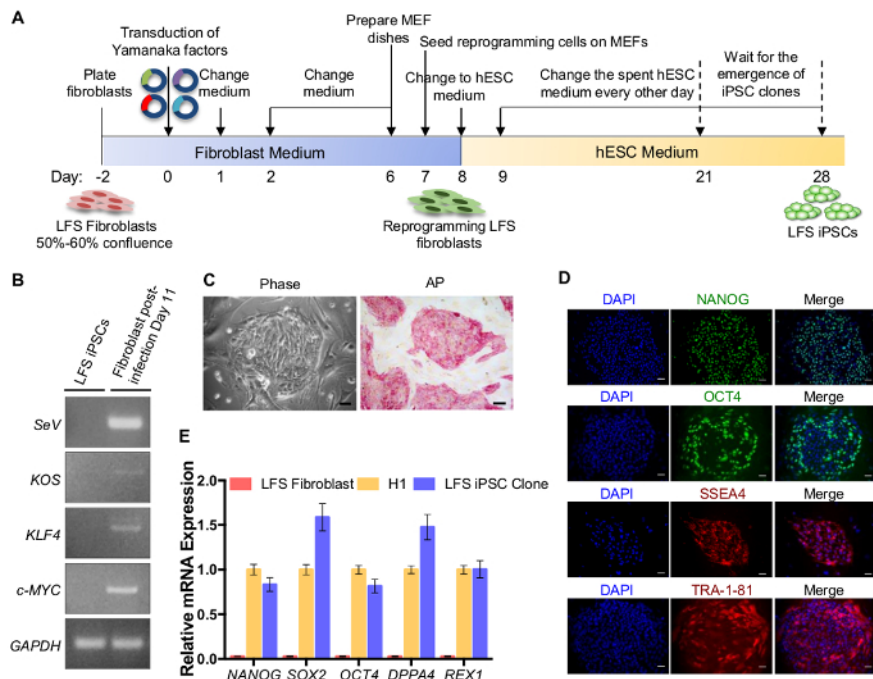 A
Transduction of
Yamanaka factors
Prepare MEF
dishes
Seed reprogramming cells on MEFs
Plate
fibroblasts
Change
medium
Change
medium
Change to hESC
medium
Change the spent hESC
medium every other day
Wait for the
emergence of
iPSC clones
Fibroblast Medium
hESC Medium
Day: -2 0 1 2 6 7 8 9 21 28
LFS Fibroblasts
50%-60% confluence
Reprogramming LFS
fibroblasts
LFS iPSCs
B
LFS iPSCs
Fibroblast post-
infection Day 11
SeV
KOS
KLF4
c-MYC
GAPDH
C
Phase
AP
D
DAPI NANOG Merge
DAPI OCT4 Merge
DAPI SSEA4 Merge
DAPI TRA-1-81 Merge
E
LFS Fibroblast H1 LFS iPSC Clone
Relative mRNA Expression
2.0
1.5
1.0
0.5
0.0
NANOG SOX2 OCT4 DPPA4 REX1